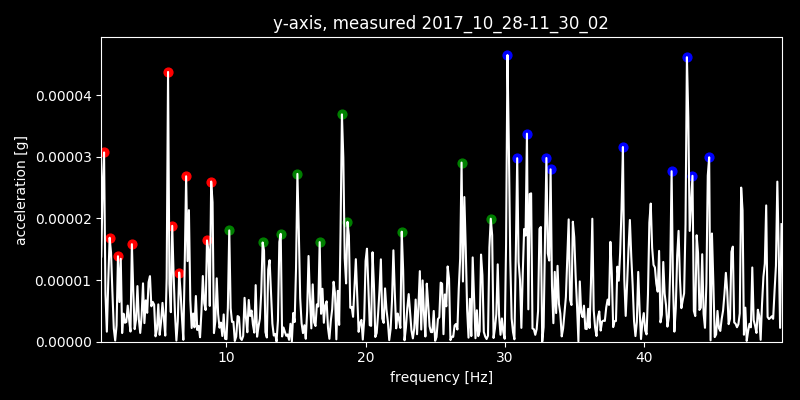 y-axis, measured 2017_10_28-11_30_02
acceleration [g]
0.00004
0.00003
0.00002
0.00001
0.00000
10 20 30 40
frequency [Hz]